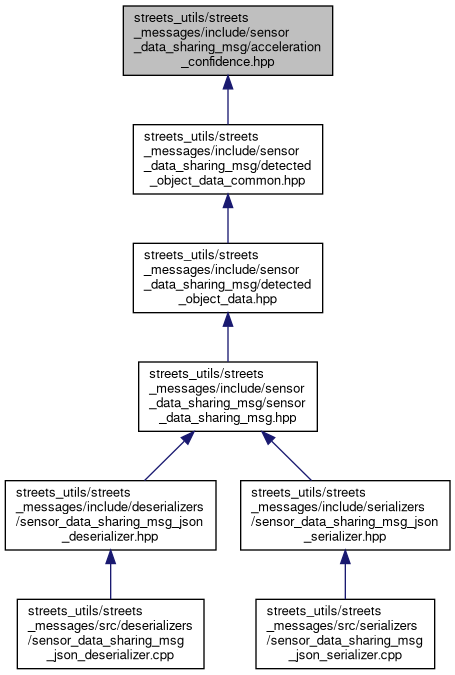 streets_utils/streets
_messages/include/sensor
_data_sharing_msg/acceleration
_confidence.hpp
streets_utils/streets
_messages/include/sensor
_data_sharing_msg/detected
_object_data_common.hpp
streets_utils/streets
_messages/include/sensor
_data_sharing_msg/detected
_object_data.hpp
streets_utils/streets
_messages/include/sensor
_data_sharing_msg/sensor
_data_sharing_msg.hpp
streets_utils/streets
_messages/include/deserializers
/sensor_data_sharing_msg_json
_deserializer.hpp
streets_utils/streets
_messages/include/serializers
/sensor_data_sharing_msg_json
_serializer.hpp
streets_utils/streets
_messages/src/deserializers
/sensor_data_sharing_msg
_json_deserializer.cpp
streets_utils/streets
_messages/src/serializers
/sensor_data_sharing_msg
_json_serializer.cpp